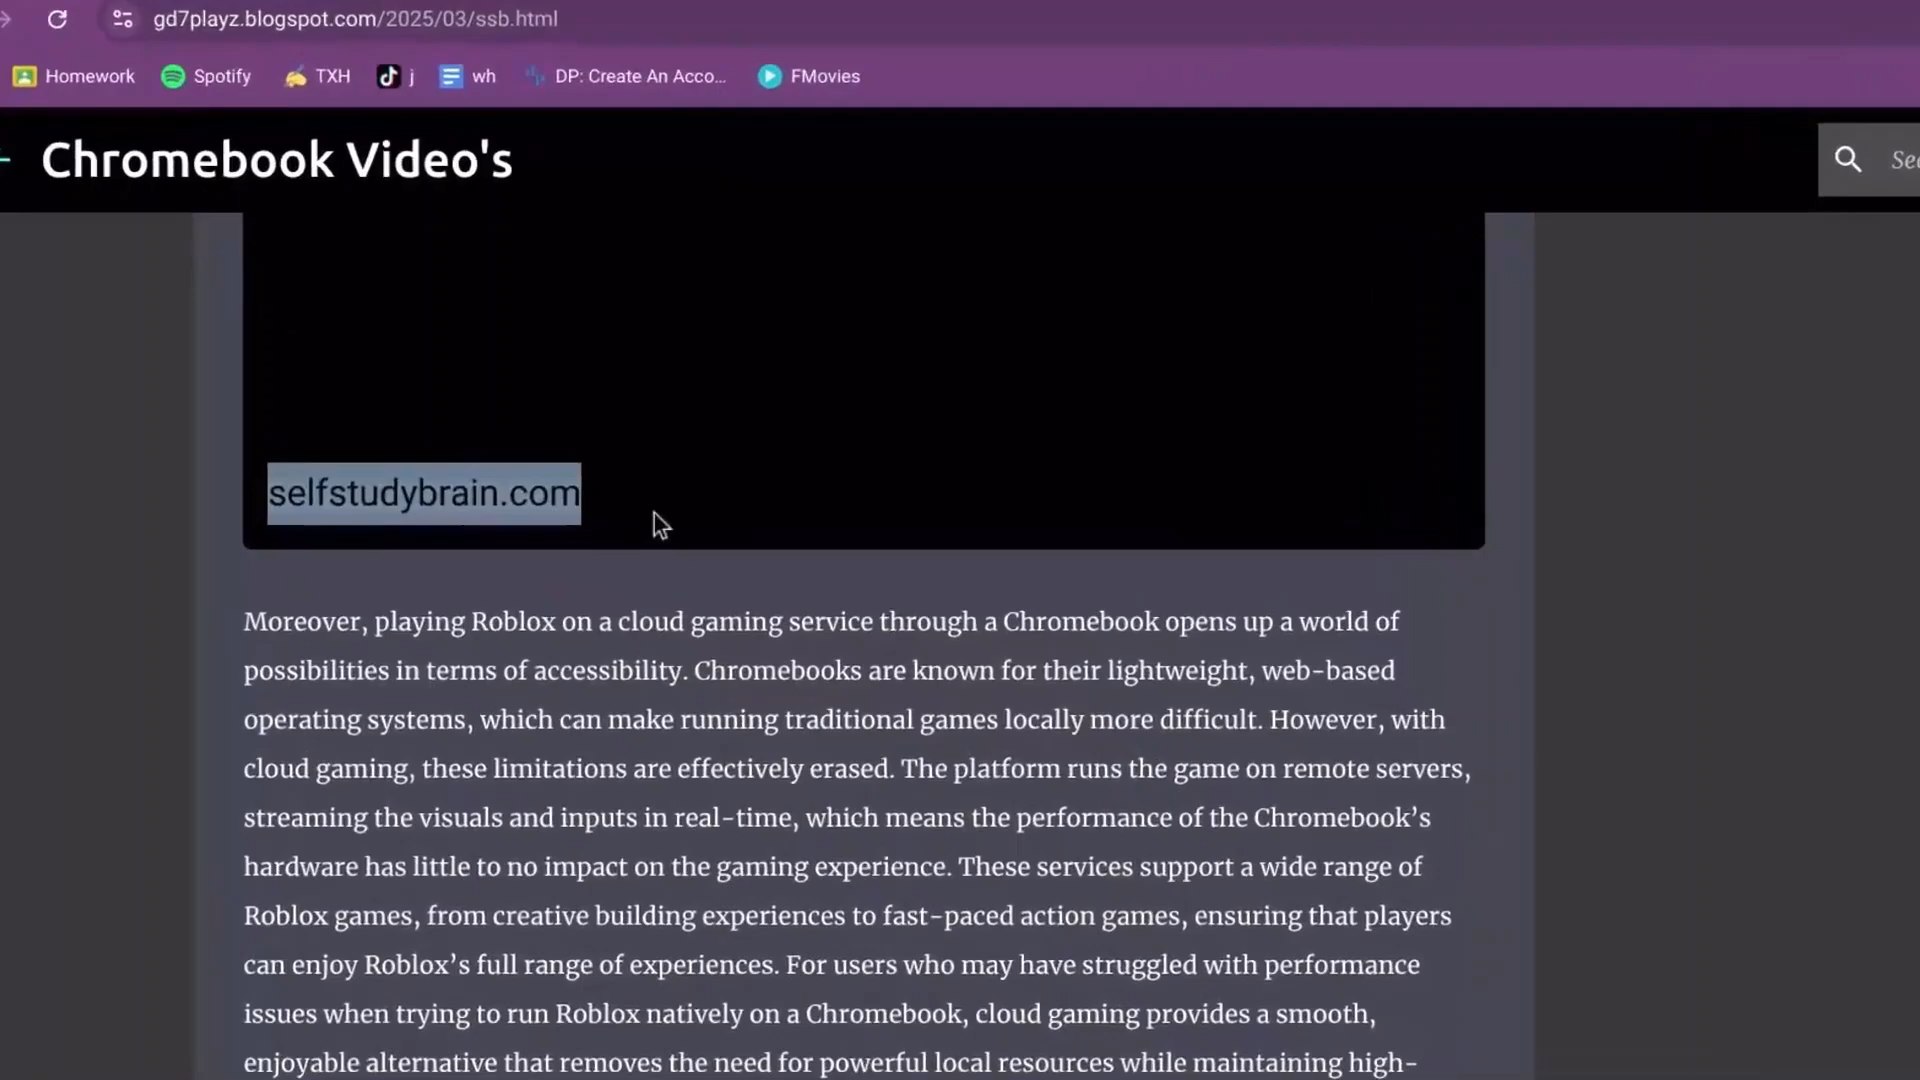 gd7playz.blogspot.com/2025/03/ssb.html
Homework Spotify TXH j wh DP: Create An Acco... FMovies
Chromebook Video's
selfstudybrain.com
Moreover, playing Roblox on a cloud gaming service through a Chromebook opens up a world of
possibilities in terms of accessibility. Chromebooks are known for their lightweight, web-based
operating systems, which can make running traditional games locally more difficult. However, with
cloud gaming, these limitations are effectively erased. The platform runs the game on remote servers,
streaming the visuals and inputs in real-time, which means the performance of the Chromebook’s
hardware has little to no impact on the gaming experience. These services support a wide range of
Roblox games, from creative building experiences to fast-paced action games, ensuring that players
can enjoy Roblox’s full range of experiences. For users who may have struggled with performance
issues when trying to run Roblox natively on a Chromebook, cloud gaming provides a smooth,
enjoyable alternative that removes the need for powerful local resources while maintaining high-